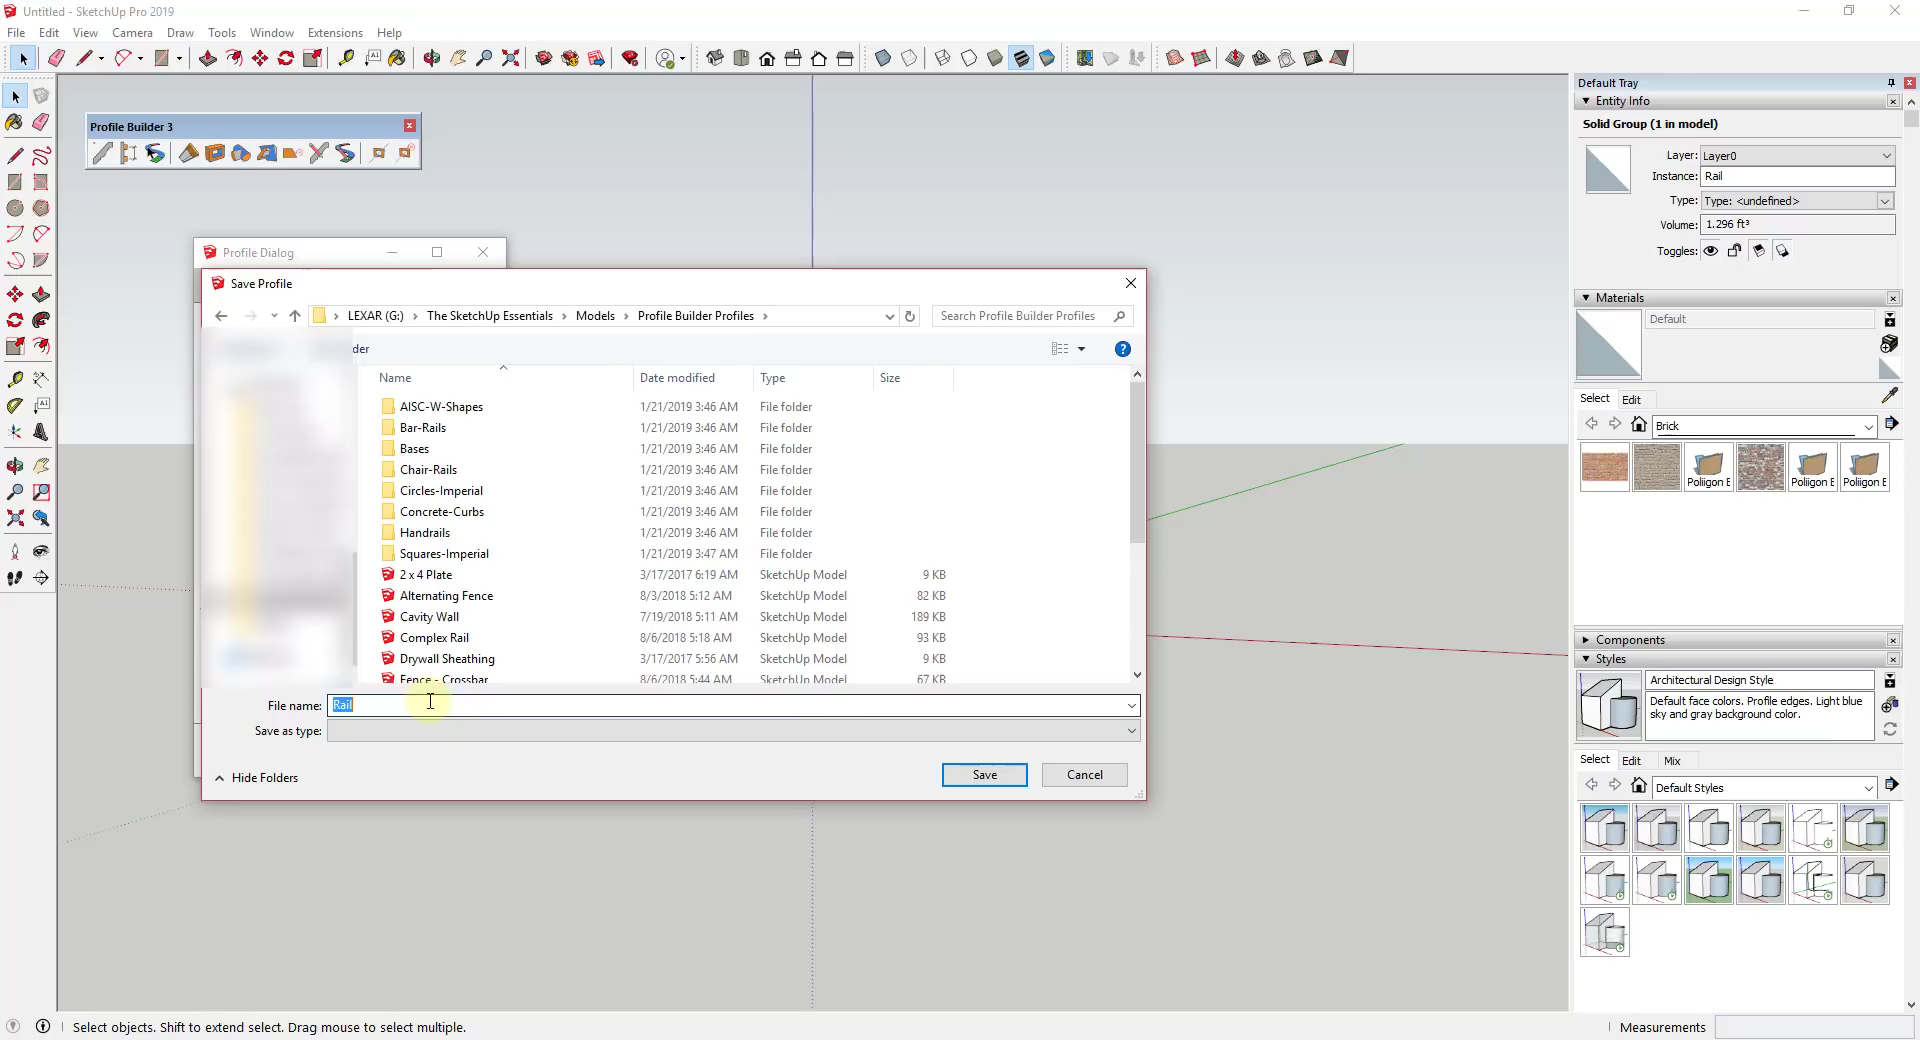 Untitled - SketchUp Pro 2019
File Edit View Camera Draw Tools Window Extensions Help
Profile Builder 3
Profile Dialog
Save Profile
LEXAR (G:) › The SketchUp Essentials › Models › Profile Builder Profiles ›
Search Profile Builder Profiles
der
Name Date modified Type Size
AISC-W-Shapes 1/21/2019 3:46 AM File folder
Bar-Rails 1/21/2019 3:46 AM File folder
Bases 1/21/2019 3:46 AM File folder
Chair-Rails 1/21/2019 3:46 AM File folder
Circles-Imperial 1/21/2019 3:46 AM File folder
Concrete-Curbs 1/21/2019 3:46 AM File folder
Handrails 1/21/2019 3:46 AM File folder
Squares-Imperial 1/21/2019 3:47 AM File folder
2 x 4 Plate 3/17/2017 6:19 AM SketchUp Model 9 KB
Alternating Fence 8/3/2018 5:12 AM SketchUp Model 82 KB
Cavity Wall 7/19/2018 5:11 AM SketchUp Model 189 KB
Complex Rail 8/6/2018 5:18 AM SketchUp Model 93 KB
Drywall Sheathing 3/17/2017 5:56 AM SketchUp Model 9 KB
Fence - Crossbar 8/6/2018 5:44 AM SketchUp Model 67 KB
File name: Rail
Save as type:
Hide Folders
Save Cancel
Default Tray
Entity Info
Solid Group (1 in model)
Layer: Layer0
Instance: Rail
Type: Type: <undefined>
Volume: 1.296 ft³
Toggles:
Materials
Default
Select Edit
Brick
Poliigon E Poliigon E Poliigon E
Components
Styles
Architectural Design Style
Default face colors. Profile edges. Light blue
sky and gray background color.
Select Edit Mix
Default Styles
Select objects. Shift to extend select. Drag mouse to select multiple.
Measurements